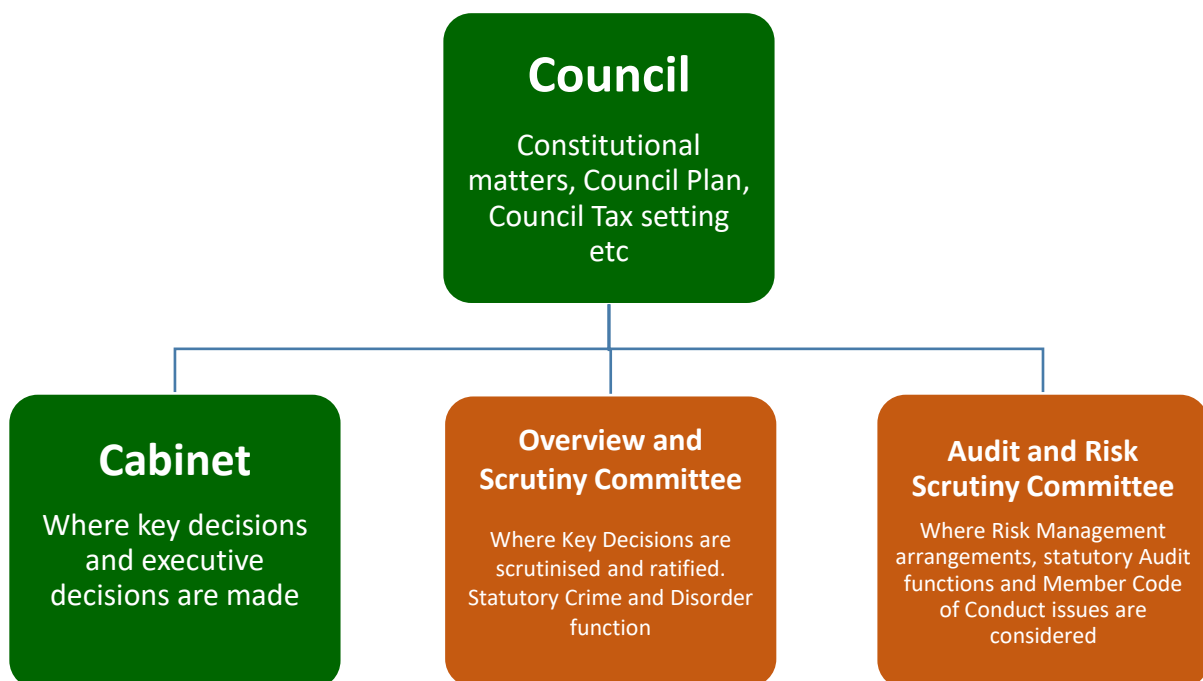 Council
Constitutional
matters, Council Plan,
Council Tax setting
etc
Cabinet
Where key decisions
and executive
decisions are made
Overview and
Scrutiny Committee
Where Key Decisions are
scrutinised and ratified.
Statutory Crime and Disorder
function
Audit and Risk
Scrutiny Committee
Where Risk Management
arrangements, statutory Audit
functions and Member Code
of Conduct issues are
considered